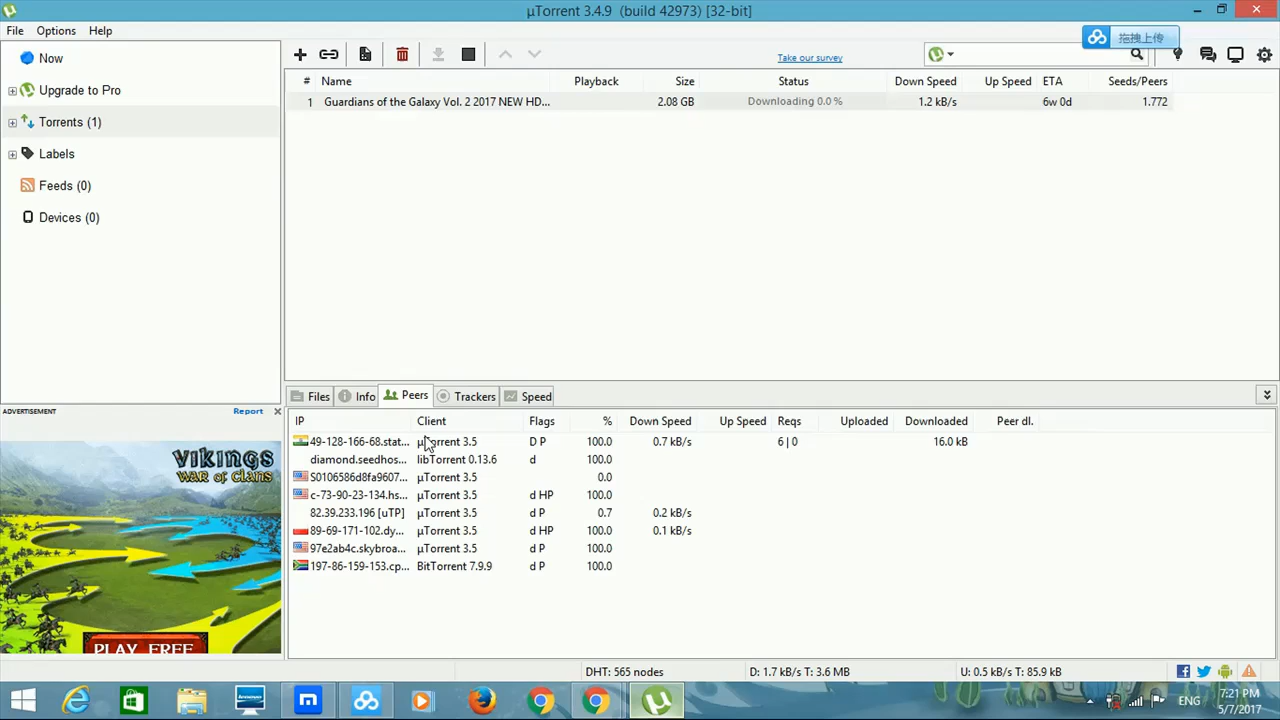 µTorrent 3.4.9 (build 42973) [32-bit]
File Options Help
拖拽上传
Now
Upgrade to Pro
Torrents (1)
Labels
Feeds (0)
Devices (0)
Take our survey
# Name Playback Size Status Down Speed Up Speed ETA Seeds/Peers
1 Guardians of the Galaxy Vol. 2 2017 NEW HD... 2.08 GB Downloading 0.0 % 1.2 kB/s 6w 0d 1.772
ADVERTISEMENT Report
VIKINGS
WAR OF CLANS
PLAY FREE
Files Info Peers Trackers Speed
IP Client Flags % Down Speed Up Speed Reqs Uploaded Downloaded Peer dl.
49-128-166-68.stat... µTorrent 3.5 D P 100.0 0.7 kB/s 6 | 0 16.0 kB
diamond.seedhos... libTorrent 0.13.6 d 100.0
S0106586d8fa9607... µTorrent 3.5 0.0
c-73-90-23-134.hs... µTorrent 3.5 d HP 100.0
82.39.233.196 [uTP] µTorrent 3.5 d P 0.7 0.2 kB/s
89-69-171-102.dy... µTorrent 3.5 d HP 100.0 0.1 kB/s
97e2ab4c.skybroa... µTorrent 3.5 d P 100.0
197-86-159-153.cp... BitTorrent 7.9.9 d P 100.0
DHT: 565 nodes D: 1.7 kB/s T: 3.6 MB U: 0.5 kB/s T: 85.9 kB
ENG
7:21 PM
5/7/2017